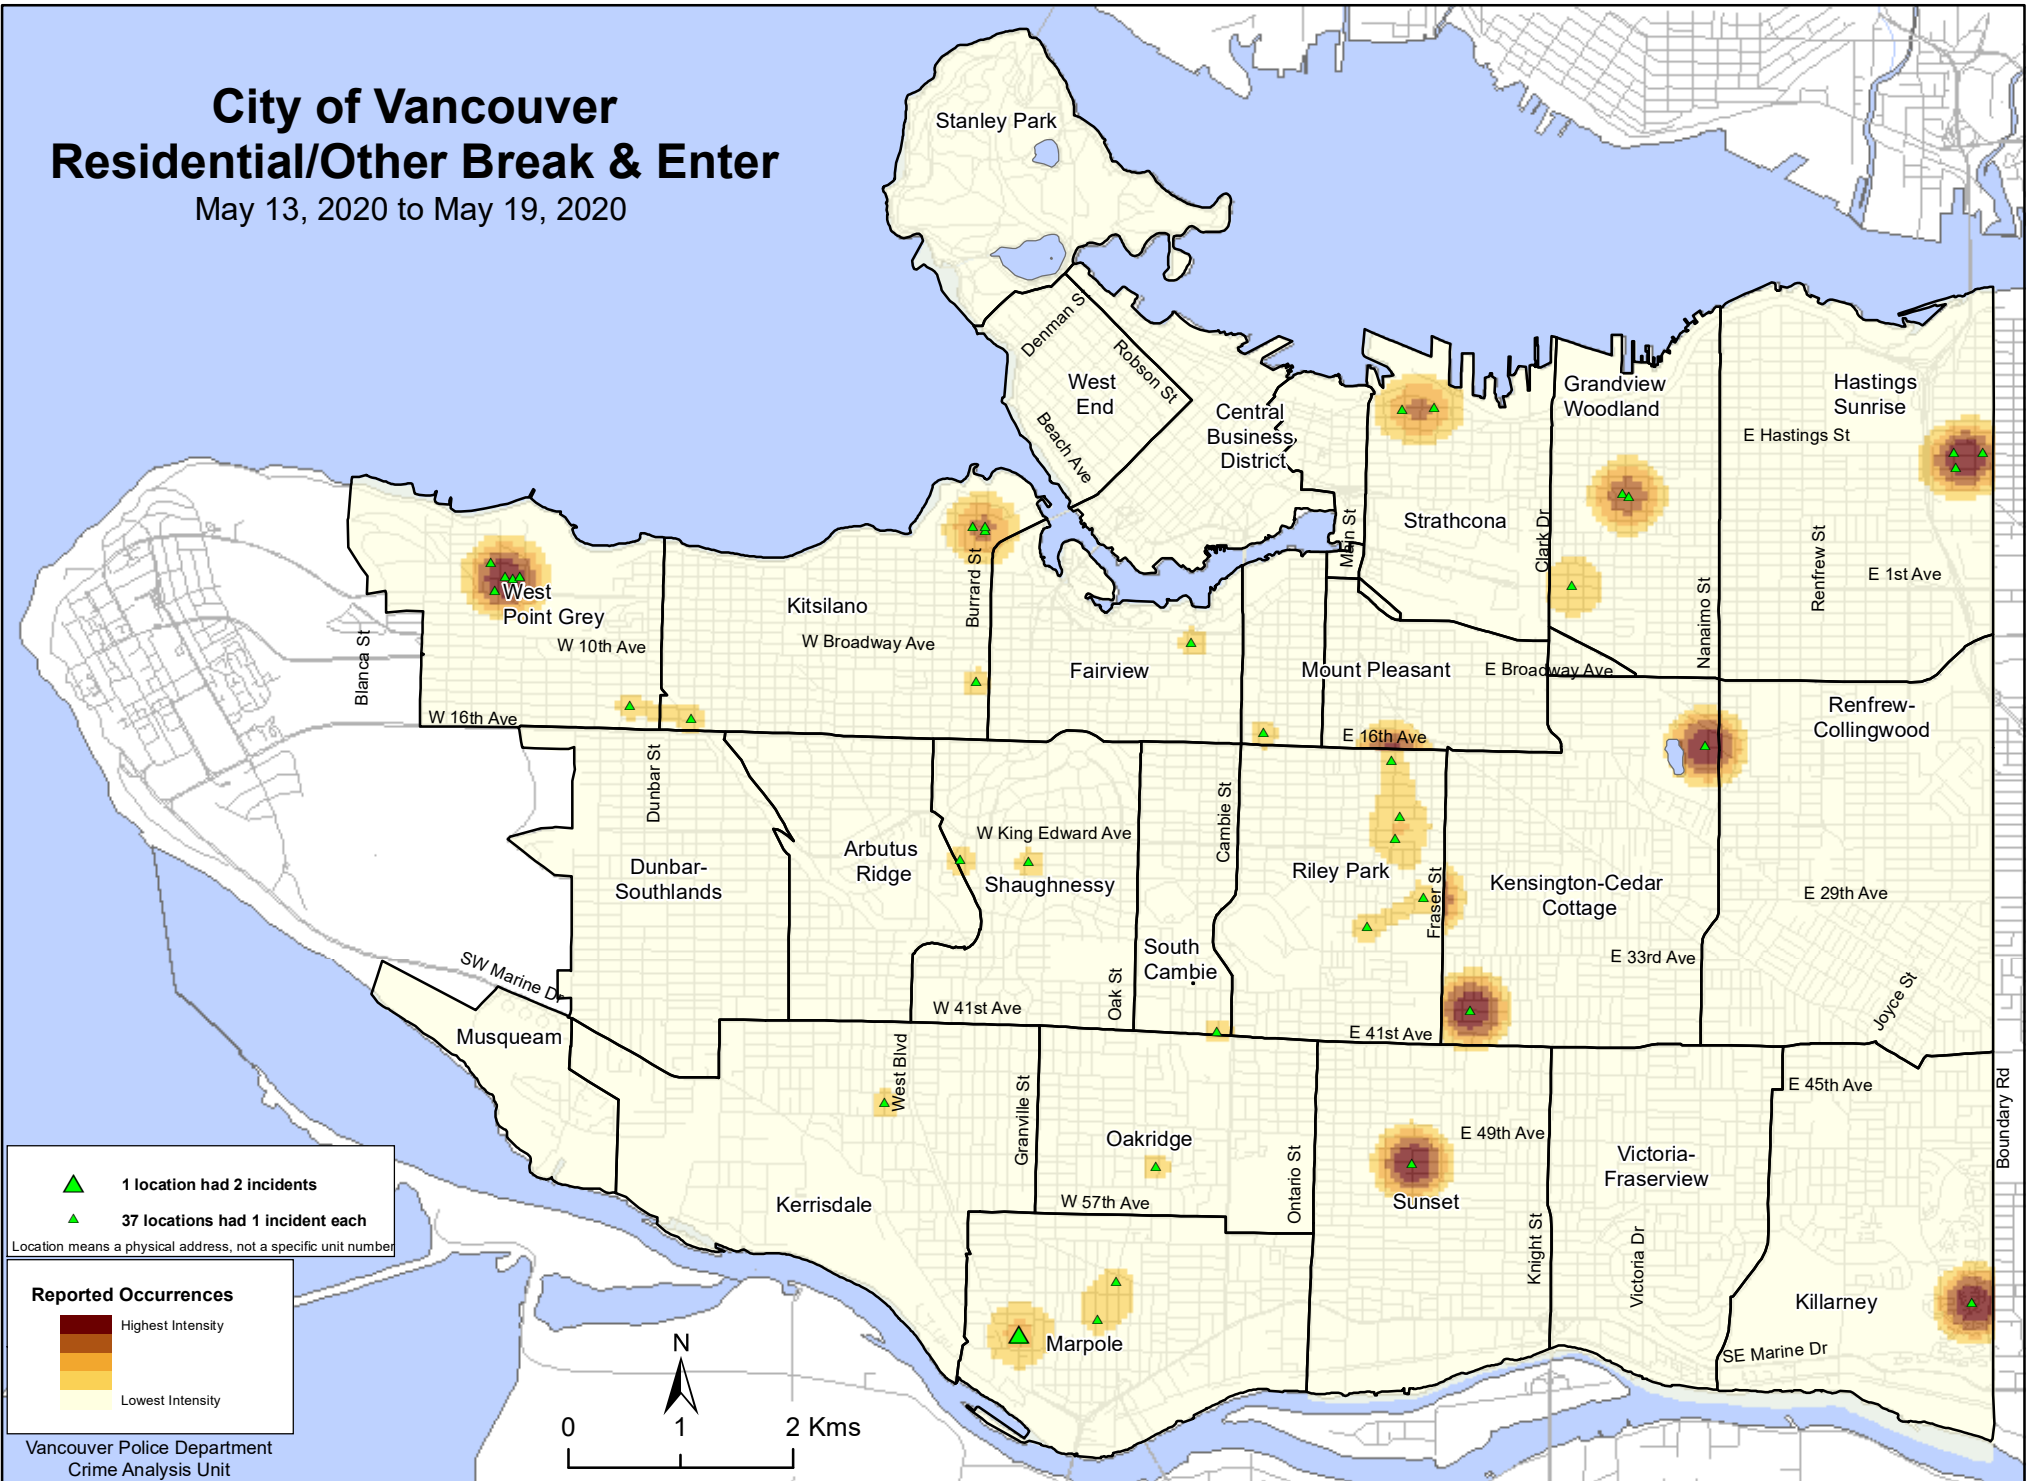 City of Vancouver
Residential/Other Break & Enter
May 13, 2020 to May 19, 2020
Stanley Park
Denman S
Robson St
West
End
Beach Ave
Central
Business
District
Main St
Strathcona
Clark Dr
Grandview
Woodland
Nanaimo St
Hastings
Sunrise
E Hastings St
Renfrew St
E 1st Ave
West
Point Grey
W 10th Ave
Blanca St
W 16th Ave
Kitsilano
W Broadway Ave
Burrard St
Fairview
Mount Pleasant
E Broadway Ave
E 16th Ave
Renfrew-
Collingwood
Dunbar St
Dunbar-
Southlands
Arbutus
Ridge
W King Edward Ave
Shaughnessy
Cambie St
Riley Park
Fraser St
Kensington-Cedar
Cottage
E 29th Ave
E 33rd Ave
South
Cambie
Oak St
W 41st Ave
E 41st Ave
Joyce St
SW Marine Dr
Musqueam
West Blvd
Granville St
Oakridge
W 57th Ave
Ontario St
Kerrisdale
E 49th Ave
Sunset
Knight St
Victoria-
Fraserview
Victoria Dr
E 45th Ave
Boundary Rd
Killarney
SE Marine Dr
Marpole
1 location had 2 incidents
37 locations had 1 incident each
Location means a physical address, not a specific unit number
Reported Occurrences
Highest Intensity
Lowest Intensity
Vancouver Police Department
Crime Analysis Unit
N
0 1 2 Kms